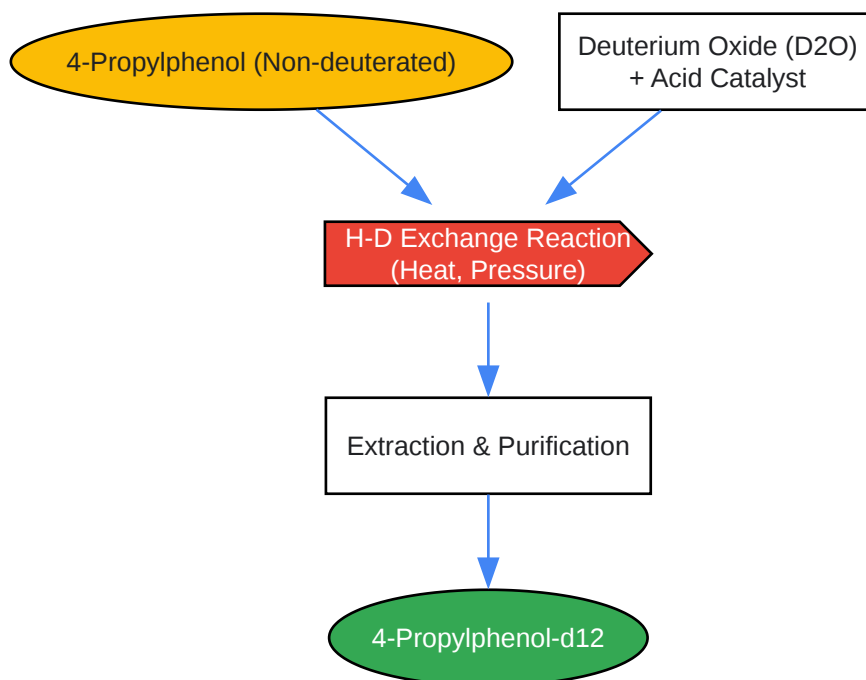 4-Propylphenol (Non-deuterated)
Deuterium Oxide (D2O)
+ Acid Catalyst
H-D Exchange Reaction
(Heat, Pressure)
Extraction & Purification
4-Propylphenol-d12